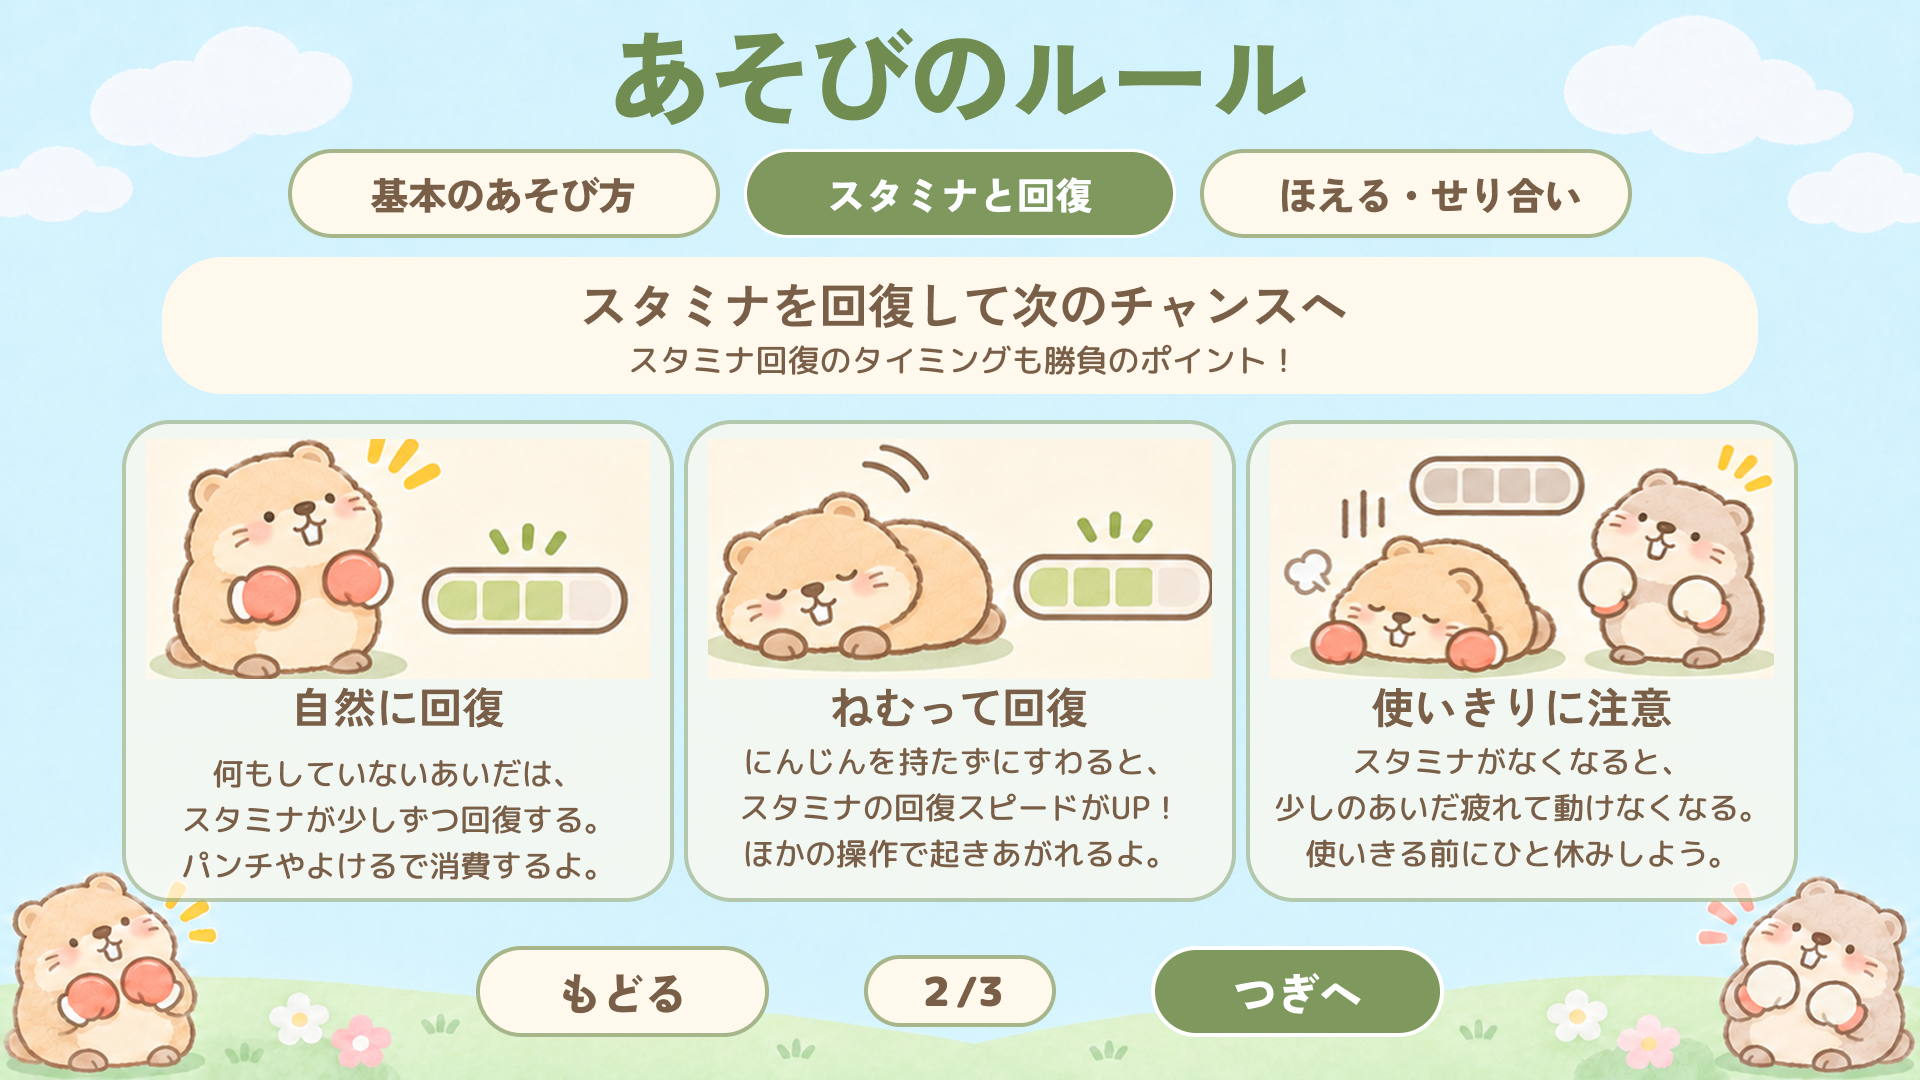 あそびのルール
基本のあそび方
スタミナと回復
ほえる・せり合い
スタミナを回復して次のチャンスへ
スタミナ回復のタイミングも勝負のポイント！
自然に回復
何もしていないあいだは、
スタミナが少しずつ回復する。
パンチやよけるで消費するよ。
ねむって回復
にんじんを持たずにすわると、
スタミナの回復スピードがUP！
ほかの操作で起きあがれるよ。
使いきりに注意
スタミナがなくなると、
少しのあいだ疲れて動けなくなる。
使いきる前にひと休みしよう。
もどる
2/3
つぎへ